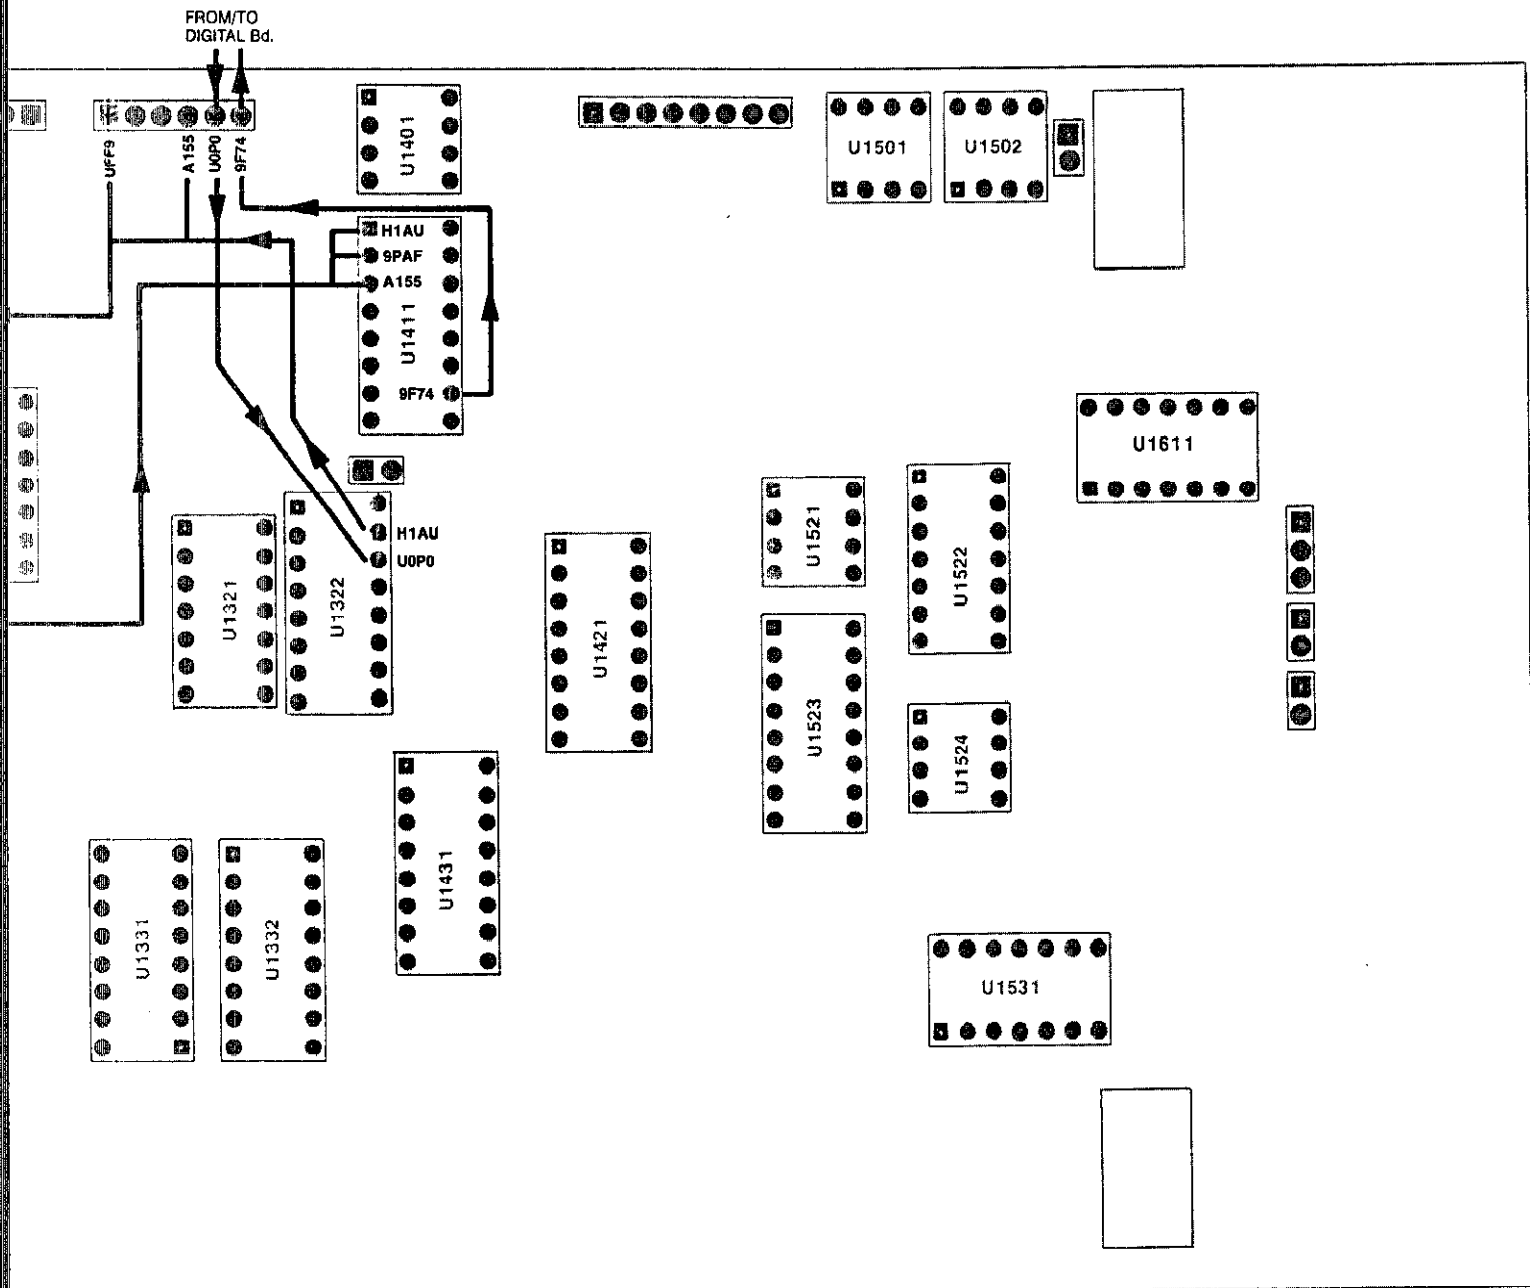 FROM/TO
DIGITAL Bd.
UFF9
A155
U0P0
9F74
U1401
U1501
U1502
H1AU
9PAF
A155
U1411
9F74
U1611
H1AU
U0P0
U1321
U1322
U1421
U1521
U1522
U1523
U1524
U1431
U1331
U1332
U1531